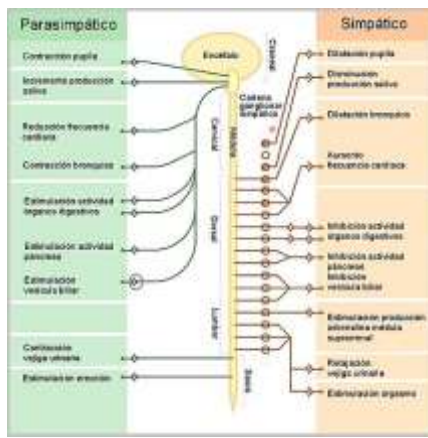 Parasimpático
Simpático
Contracción pupila
Incremento producción
saliva
Reducción frecuencia
cardiaca
Contracción bronquios
Estimulación actividad
órganos digestivos
Estimulación actividad
páncreas
Estimulación
vesícula biliar
Contracción
vejiga urinaria
Estimulación erección
Encéfalo
Craneal
Cadena
ganglionar
simpática
Médula
Cervical
Dorsal
Lumbar
Sacra
Dilatación pupila
Disminución
producción saliva
Dilatación bronquios
Aumento
frecuencia cardiaca
Inhibición actividad
órganos digestivos
Inhibición actividad
páncreas
Inhibición
vesícula biliar
Estimulación producción
adrenalina médula
suprarrenal
Relajación
vejiga urinaria
Estimulación orgasmo